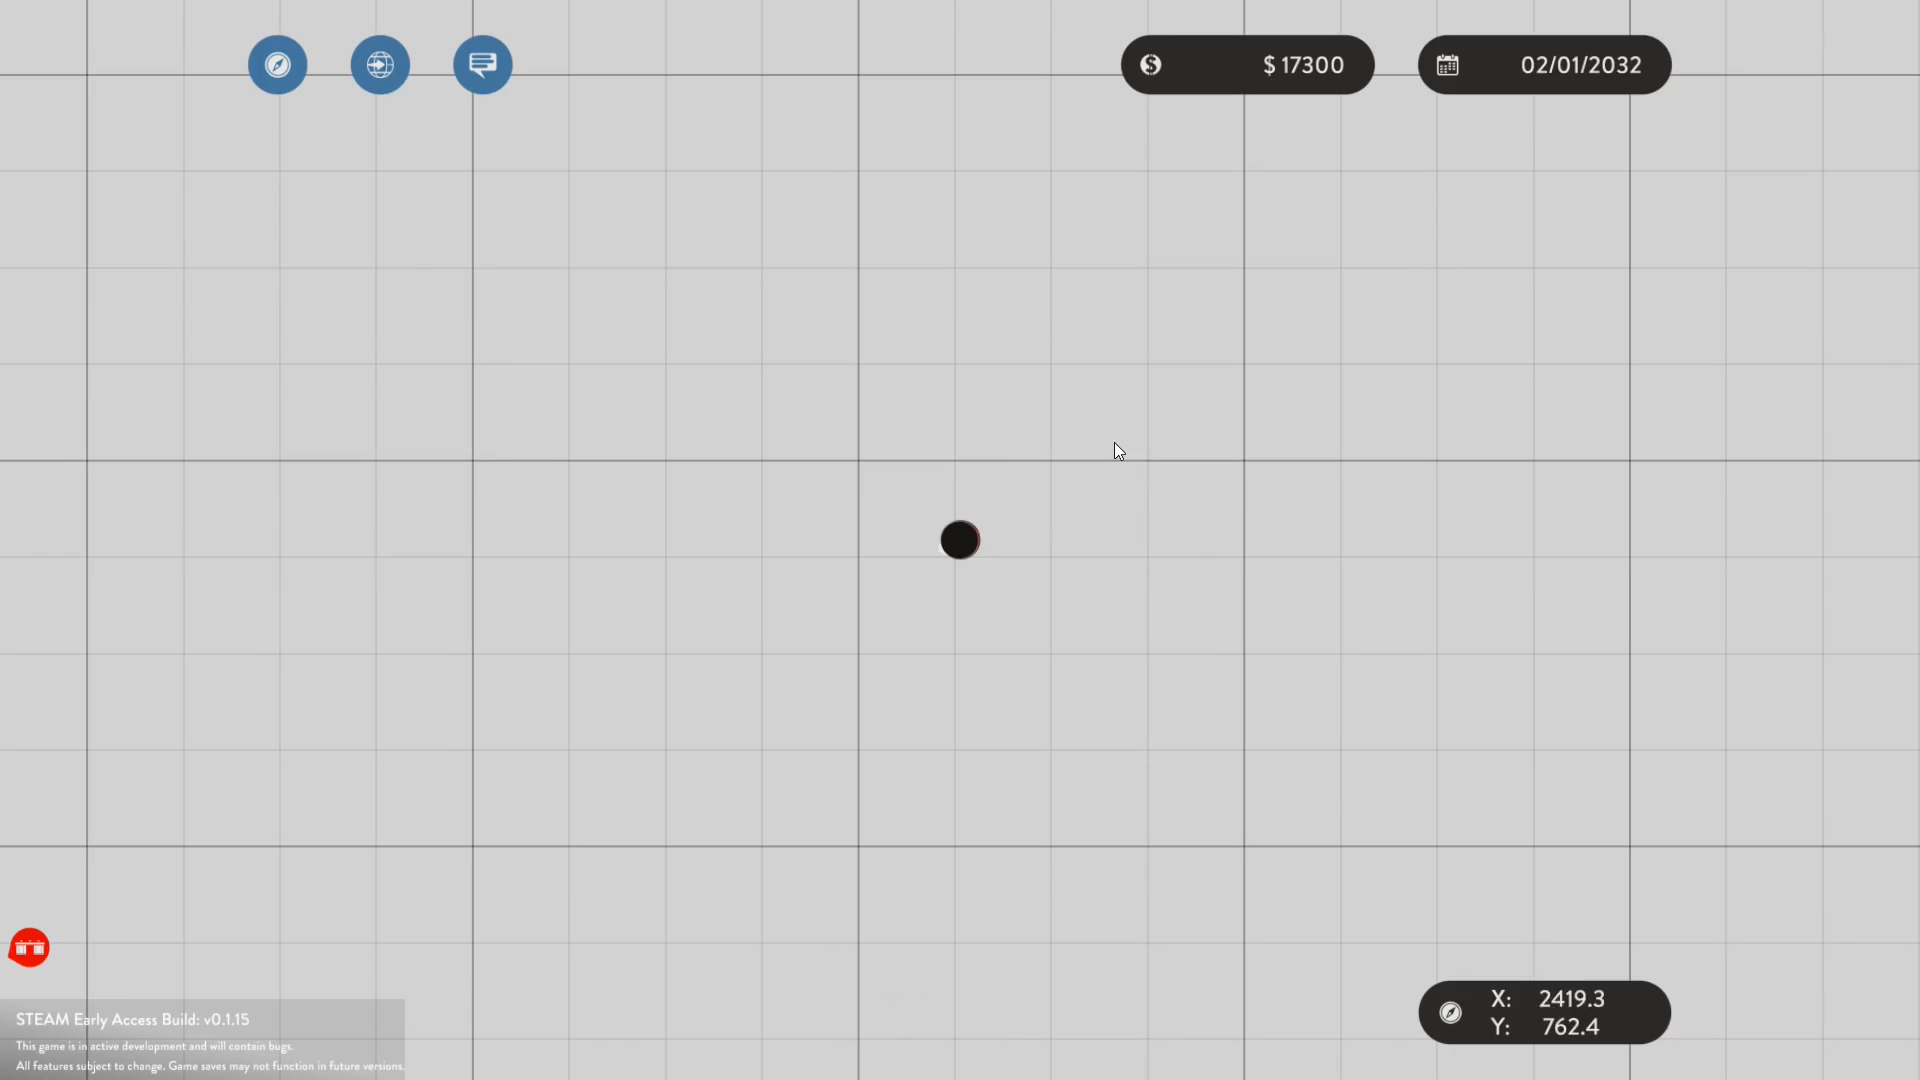 $ 17300
02/01/2032
X: 2419.3
Y: 762.4
STEAM Early Access Build: v0.1.15
This game is in active development and will contain bugs.
All features subject to change. Game saves may not function in future versions.